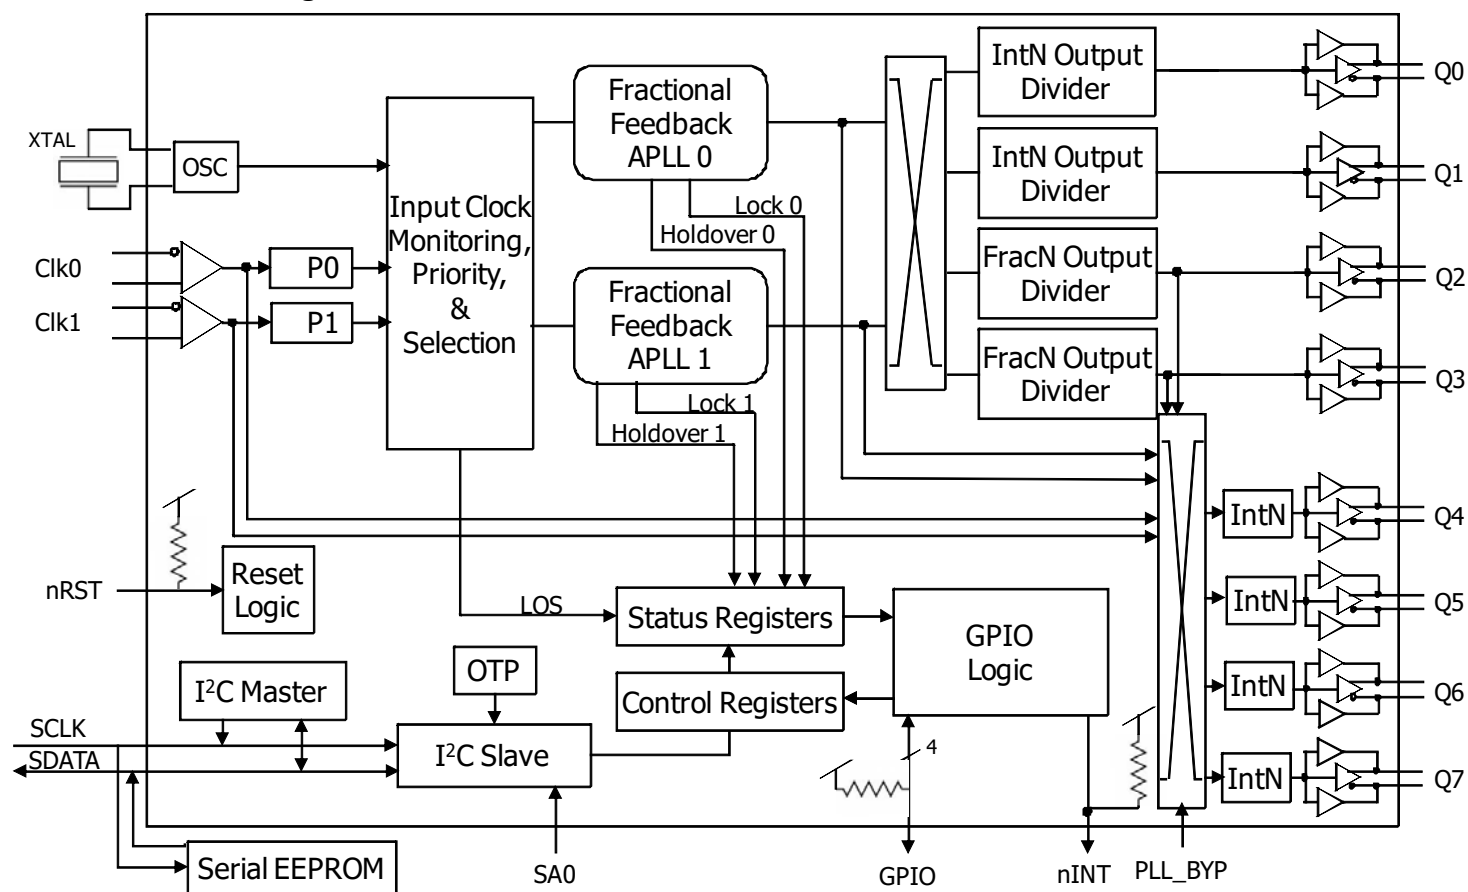 IntN Output
Divider
Q0
Fractional
Feedback
APLL 0
XTAL
OSC
IntN Output
Divider
Q1
Input Clock
Monitoring,
Priority,
&
Selection
Lock 0
Holdover 0
Clk0
P0
FracN Output
Divider
Q2
Clk1
P1
Fractional
Feedback
APLL 1
FracN Output
Divider
Q3
Lock 1
Holdover 1
IntN
Q4
nRST
Reset
Logic
LOS
Status Registers
GPIO
Logic
IntN
Q5
I²C Master
OTP
Control Registers
IntN
Q6
SCLK
SDATA
I²C Slave
4
IntN
Q7
Serial EEPROM
SA0
GPIO
nINT
PLL_BYP